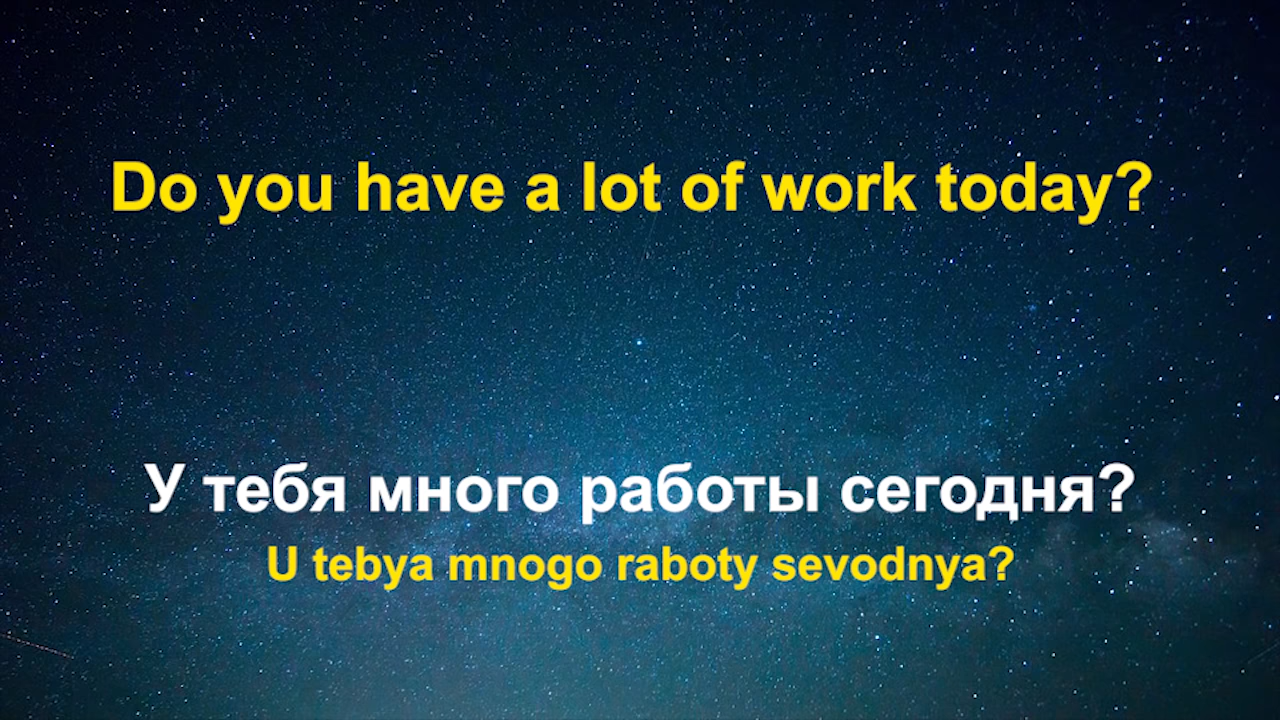 Do you have a lot of work today?
У тебя много работы сегодня?
U tebya mnogo raboty sevodnya?